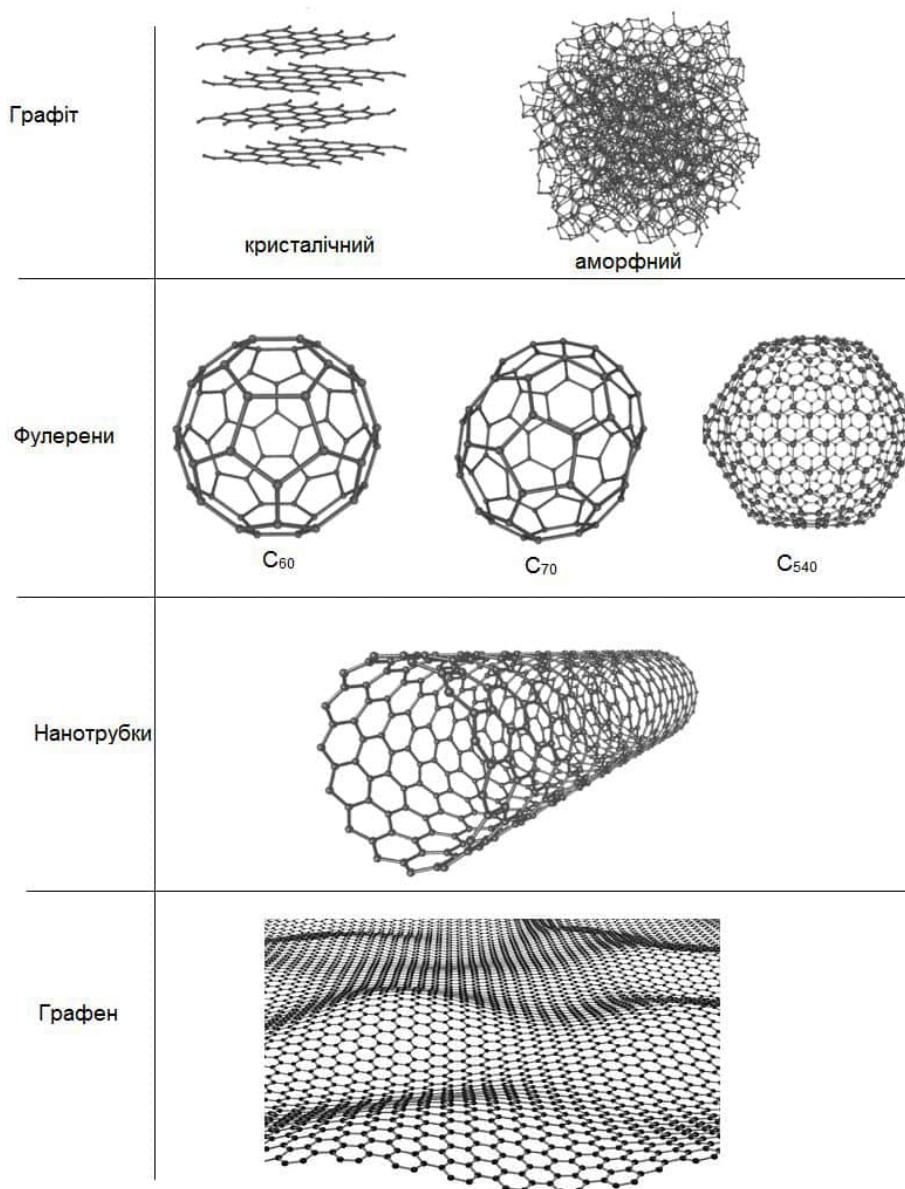 Графіт
кристалічний
аморфний
Фулерени
C₆₀
C₇₀
C₅₄₀
Нанотрубки
Графен